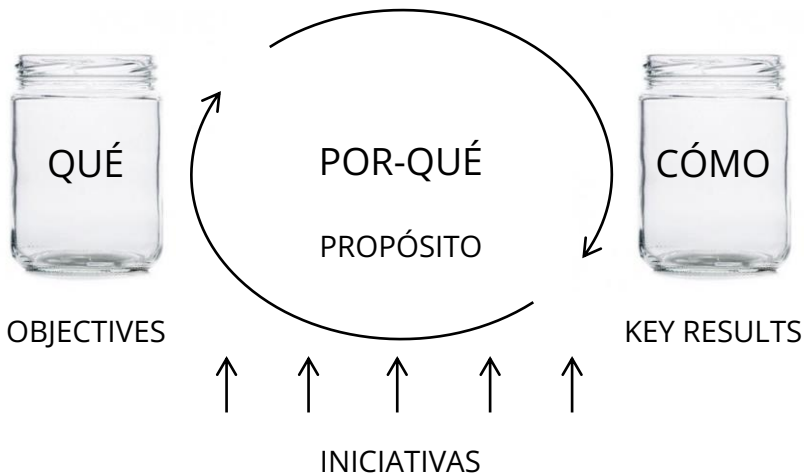 QUÉ
POR-QUÉ
CÓMO
PROPÓSITO
OBJECTIVES
KEY RESULTS
INICIATIVAS